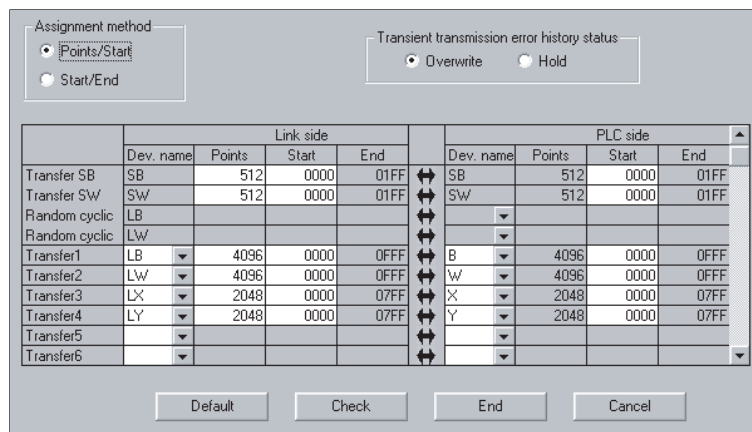 Assignment method
Points/Start
Start/End
Transient transmission error history status
Overwrite Hold
Link side PLC side
Dev. name Points Start End Dev. name Points Start End
Transfer SB SB 512 0000 01FF SB 512 0000 01FF
Transfer SW SW 512 0000 01FF SW 512 0000 01FF
Random cyclic LB
Random cyclic LW
Transfer1 LB 4096 0000 0FFF B 4096 0000 0FFF
Transfer2 LW 4096 0000 0FFF W 4096 0000 0FFF
Transfer3 LX 2048 0000 07FF X 2048 0000 07FF
Transfer4 LY 2048 0000 07FF Y 2048 0000 07FF
Transfer5
Transfer6
Default Check End Cancel